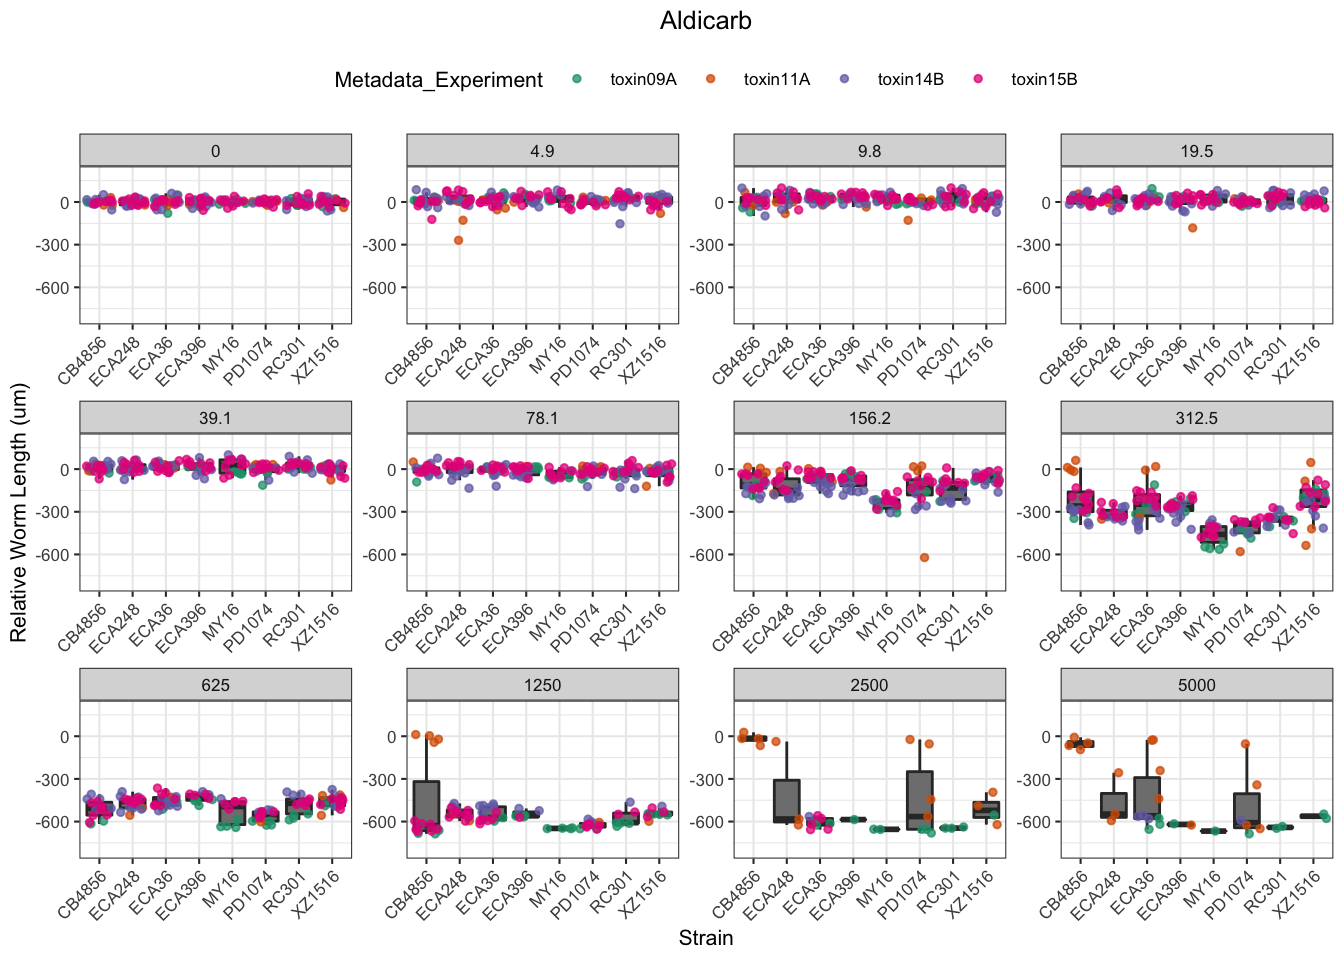 Aldicarb
Metadata_Experiment toxin09A toxin11A toxin14B toxin15B
Relative Worm Length (um)
0 4.9 9.8 19.5
0 0 0 0
-300 -300 -300 -300
-600 -600 -600 -600
CB4856 ECA248 ECA36 ECA396 MY16 PD1074 RC301 XZ1516 CB4856 ECA248 ECA36 ECA396 MY16 PD1074 RC301 XZ1516 CB4856 ECA248 ECA36 ECA396 MY16 PD1074 RC301 XZ1516 CB4856 ECA248 ECA36 ECA396 MY16 PD1074 RC301 XZ1516
39.1 78.1 156.2 312.5
0 0 0 0
-300 -300 -300 -300
-600 -600 -600 -600
CB4856 ECA248 ECA36 ECA396 MY16 PD1074 RC301 XZ1516 CB4856 ECA248 ECA36 ECA396 MY16 PD1074 RC301 XZ1516 CB4856 ECA248 ECA36 ECA396 MY16 PD1074 RC301 XZ1516 CB4856 ECA248 ECA36 ECA396 MY16 PD1074 RC301 XZ1516
625 1250 2500 5000
0 0 0 0
-300 -300 -300 -300
-600 -600 -600 -600
CB4856 ECA248 ECA36 ECA396 MY16 PD1074 RC301 XZ1516 CB4856 ECA248 ECA36 ECA396 MY16 PD1074 RC301 XZ1516 CB4856 ECA248 ECA36 ECA396 MY16 PD1074 RC301 XZ1516 CB4856 ECA248 ECA36 ECA396 MY16 PD1074 RC301 XZ1516
Strain